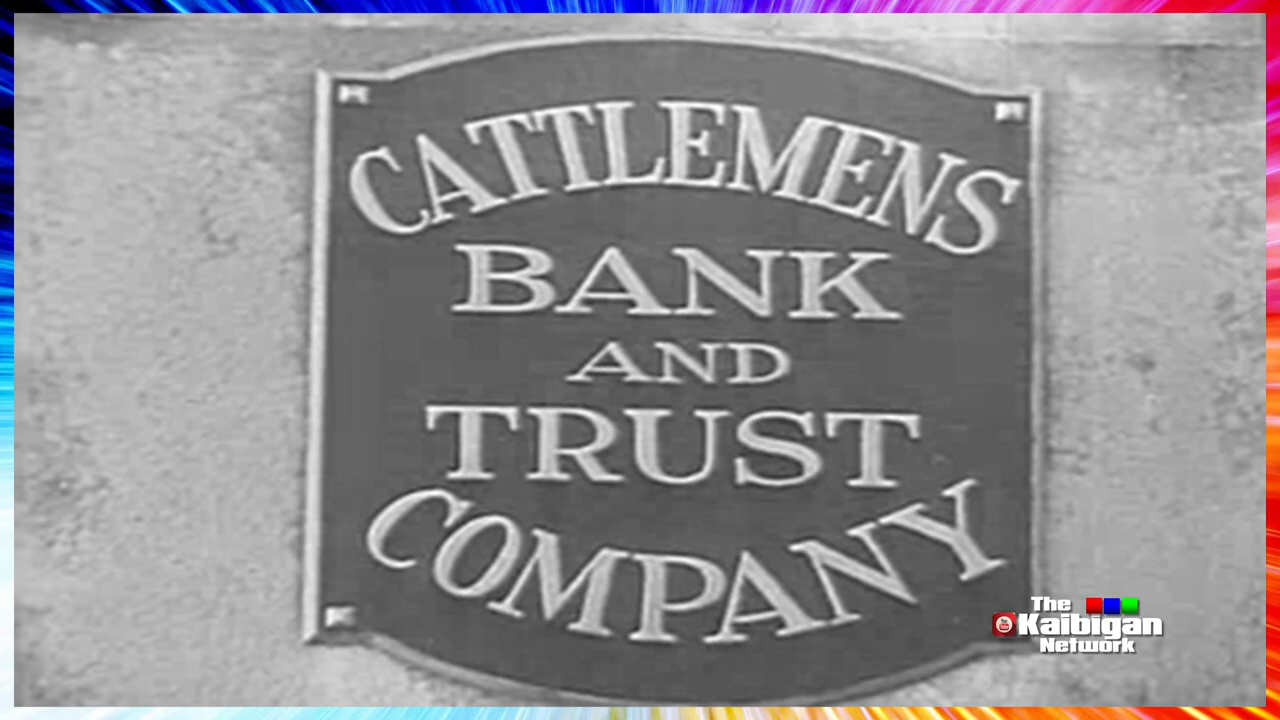 CATTLEMENS
BANK
AND
TRUST
COMPANY
The
Kaibigan
Network